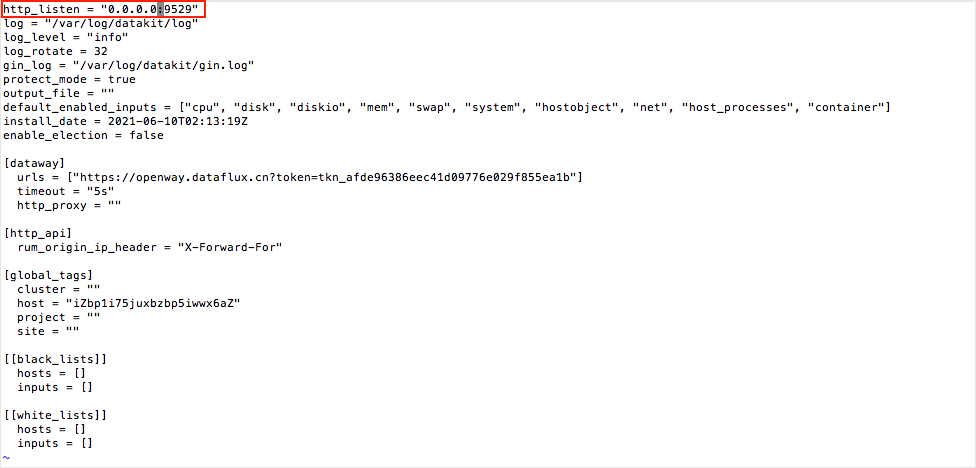 http_listen = "0.0.0.0:9529"
log = "/var/log/datakit/log"
log_level = "info"
log_rotate = 32
gin_log = "/var/log/datakit/gin.log"
protect_mode = true
output_file = ""
default_enabled_inputs = ["cpu", "disk", "diskio", "mem", "swap", "system", "hostobject", "net", "host_processes", "container"]
install_date = 2021-06-10T02:13:19Z
enable_election = false

[dataway]
  urls = ["https://openway.dataflux.cn?token=tkn_afde96386eec41d09776e029f855ea1b"]
  timeout = "5s"
  http_proxy = ""

[http_api]
  rum_origin_ip_header = "X-Forward-For"

[global_tags]
  cluster = ""
  host = "iZbp1i75juxbzbp5iwwx6aZ"
  project = ""
  site = ""

[[black_lists]]
  hosts = []
  inputs = []

[[white_lists]]
  hosts = []
  inputs = []
~